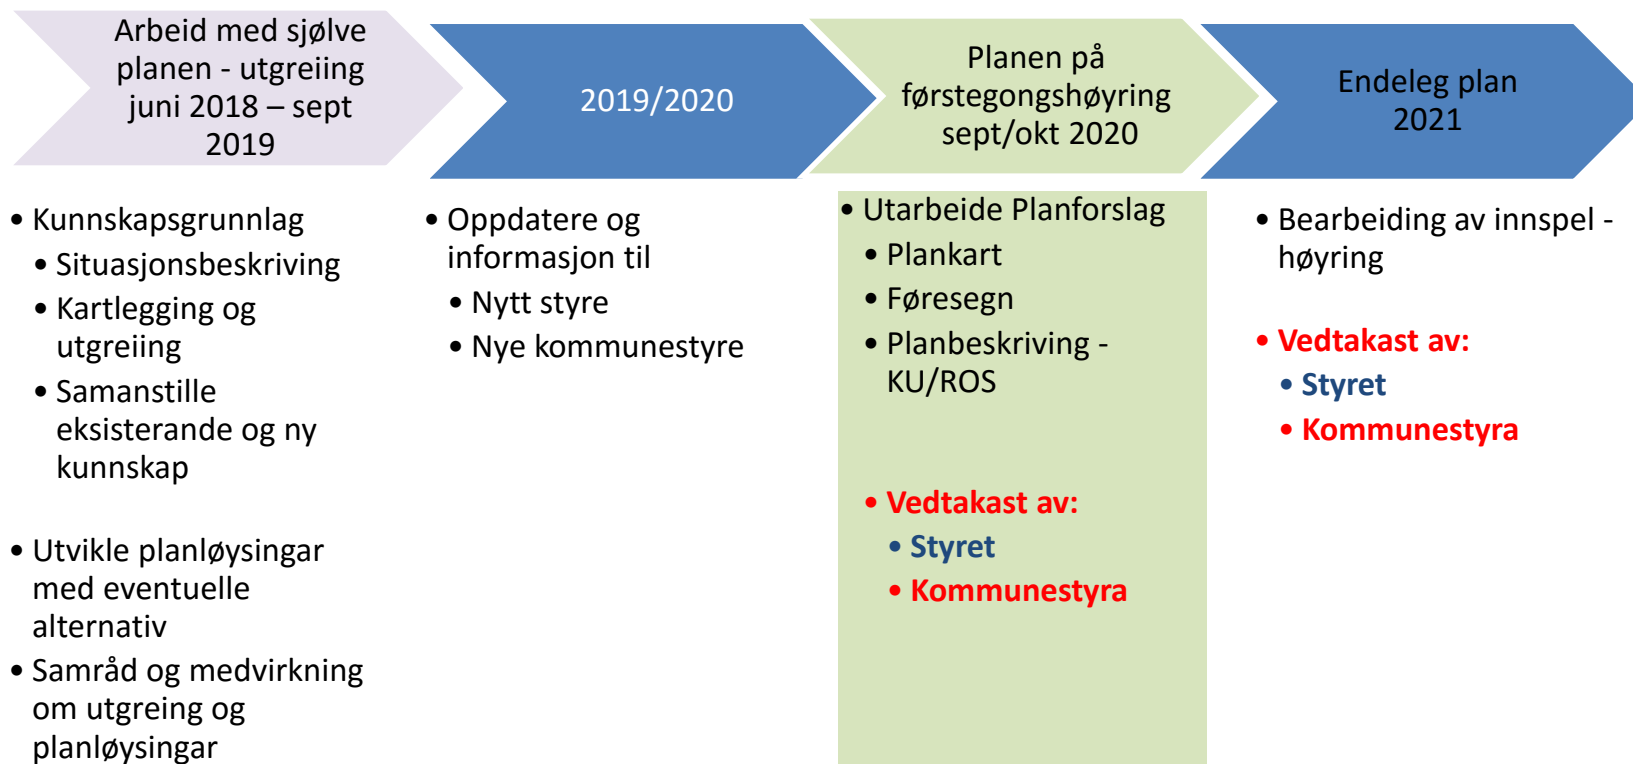 Arbeid med sjølve
planen - utgreiing
juni 2018 – sept
2019
2019/2020
Planen på
førstegongshøyring
sept/okt 2020
Endeleg plan
2021
• Kunnskapsgrunnlag
• Situasjonsbeskriving
• Kartlegging og
utgreiing
• Samanstille
eksisterande og ny
kunnskap
• Utvikle planløysingar
med eventuelle
alternativ
• Samråd og medvirkning
om utgreing og
planløysingar
• Oppdatere og
informasjon til
• Nytt styre
• Nye kommunestyre
• Utarbeide Planforslag
• Plankart
• Føresegn
• Planbeskriving -
KU/ROS
• Vedtakast av:
• Styret
• Kommunestyra
• Bearbeiding av innspel -
høyring
• Vedtakast av:
• Styret
• Kommunestyra